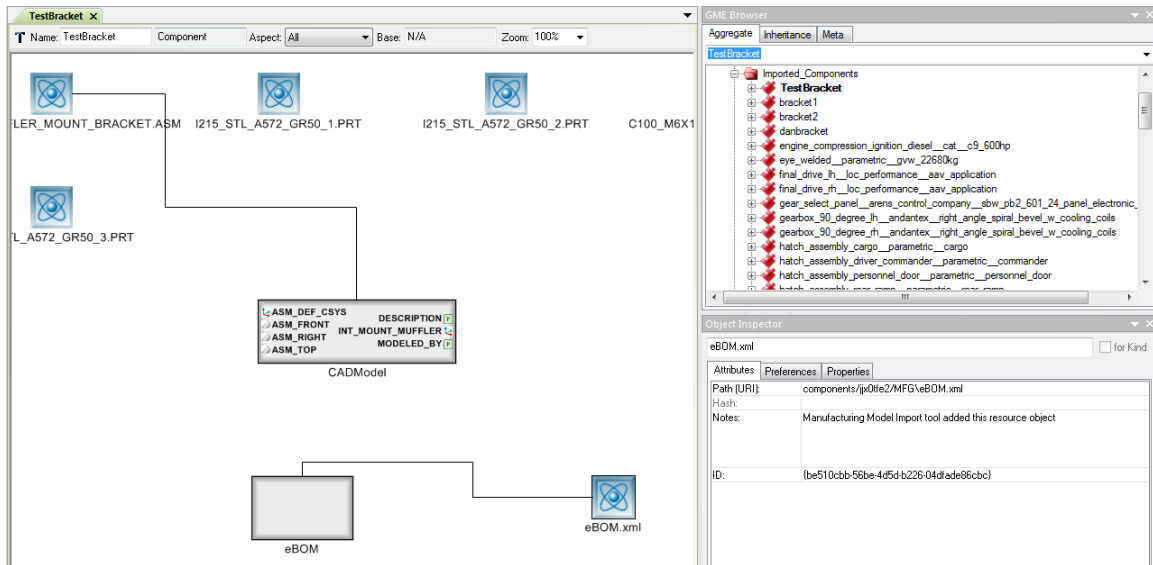 TestBracket
Name: TestBracket Component Aspect: All Base: N/A Zoom: 100%
FLER_MOUNT_BRACKET.ASM
I215_STL_A572_GR50_1.PRT
I215_STL_A572_GR50_2.PRT
C100_M6X1
TL_A572_GR50_3.PRT
ASM_DEF_CSYS
ASM_FRONT
ASM_RIGHT
ASM_TOP
DESCRIPTION
INT_MOUNT_MUFFLER
MODELED_BY
CADModel
eBOM
eBOM.xml
GME Browser
Aggregate Inheritance Meta
TestBracket
Imported_Components
TestBracket
bracket1
bracket2
danbracket
engine_compression_ignition_diesel__cat__c9_600hp
eye_welded__parametric__gvw_22680kg
final_drive_lh__loc_performance__aav_application
final_drive_rh__loc_performance__aav_application
gear_select_panel__arens_control_company__sbw_pb2_601_24_panel_electronic_
gearbox_90_degree_lh__andantex__right_angle_spiral_bevel_w_cooling_coils
gearbox_90_degree_rh__andantex__right_angle_spiral_bevel_w_cooling_coils
hatch_assembly_cargo__parametric__cargo
hatch_assembly_driver_commander__parametric__commander
hatch_assembly_personnel_door__parametric__personnel_door
hatch_assembly_rear_ramp__parametric__rear_ramp
Object Inspector
eBOM.xml for Kind
Attributes Preferences Properties
Path (URI): components/jjx0tfe2/MFG\eBOM.xml
Hash:
Notes: Manufacturing Model Import tool added this resource object
ID: {be510cbb-56be-4d5d-b226-04dfade86cbc}